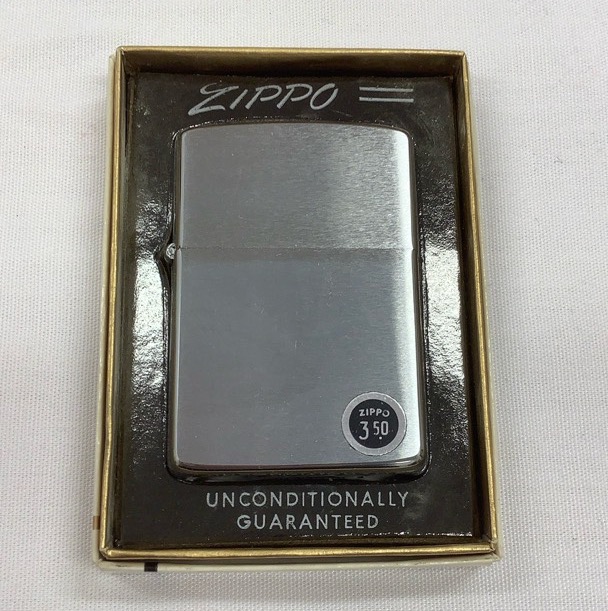 ZIPPO
ZIPPO
3 50
UNCONDITIONALLY
GUARANTEED